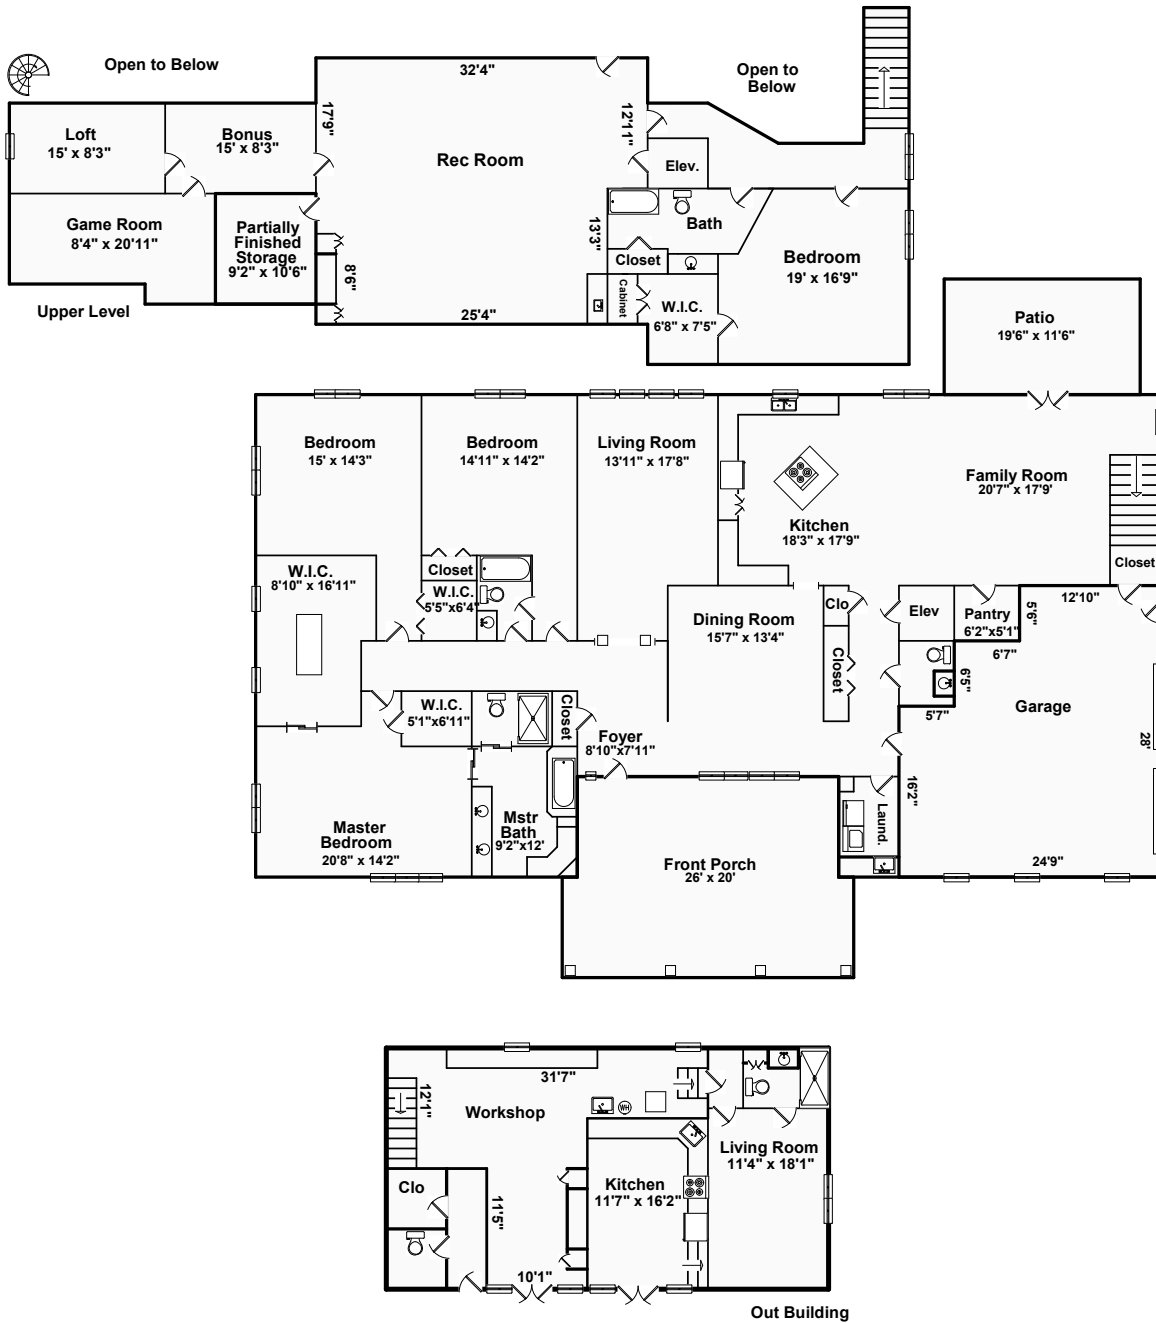 Open to Below
Open to
Below
32'4"
17'9"
12'11"
Loft
15' x 8'3"
Bonus
15' x 8'3"
Rec Room
Elev.
Game Room
8'4" x 20'11"
Partially
Finished
Storage
9'2" x 10'6"
8'6"
13'3"
Bath
Closet
Cabinet
W.I.C.
6'8" x 7'5"
Bedroom
19' x 16'9"
25'4"
Upper Level
Patio
19'6" x 11'6"
Bedroom
15' x 14'3"
Bedroom
14'11" x 14'2"
Living Room
13'11" x 17'8"
Family Room
20'7" x 17'9'
Kitchen
18'3" x 17'9"
W.I.C.
8'10" x 16'11"
Closet
W.I.C.
5'5"x6'4"
Closet
12'10"
Dining Room
15'7" x 13'4"
Clo
Closet
Elev
Pantry
6'2"x5'1"
5'6"
6'7"
6'5"
5'7"
Garage
28'
W.I.C.
5'1"x6'11"
Closet
Foyer
8'10"x7'11"
16'2"
Laund.
Master
Bedroom
20'8" x 14'2"
Mstr
Bath
9'2"x12'
Front Porch
26' x 20'
24'9"
31'7"
12'1"
Workshop
WH
Living Room
11'4" x 18'1"
Kitchen
11'7" x 16'2"
Clo
11'5"
10'1"
Out Building